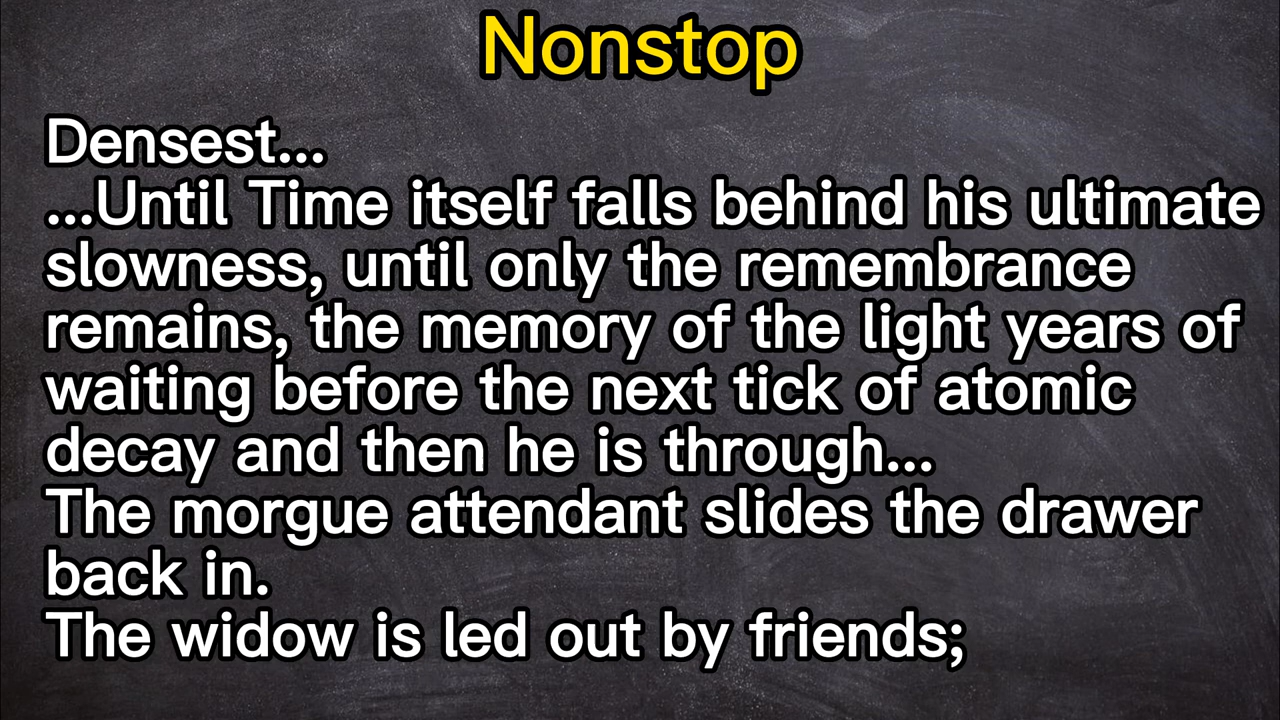 Nonstop
Densest...
...Until Time itself falls behind his ultimate
slowness, until only the remembrance
remains, the memory of the light years of
waiting before the next tick of atomic
decay and then he is through...
The morgue attendant slides the drawer
back in.
The widow is led out by friends;